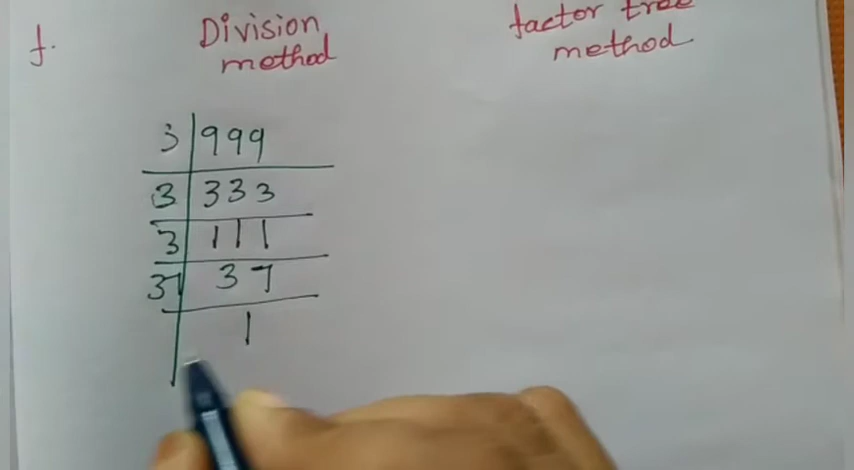 f.
Division
method
factor tree
method
3 999
3 333
3 111
37 37
1